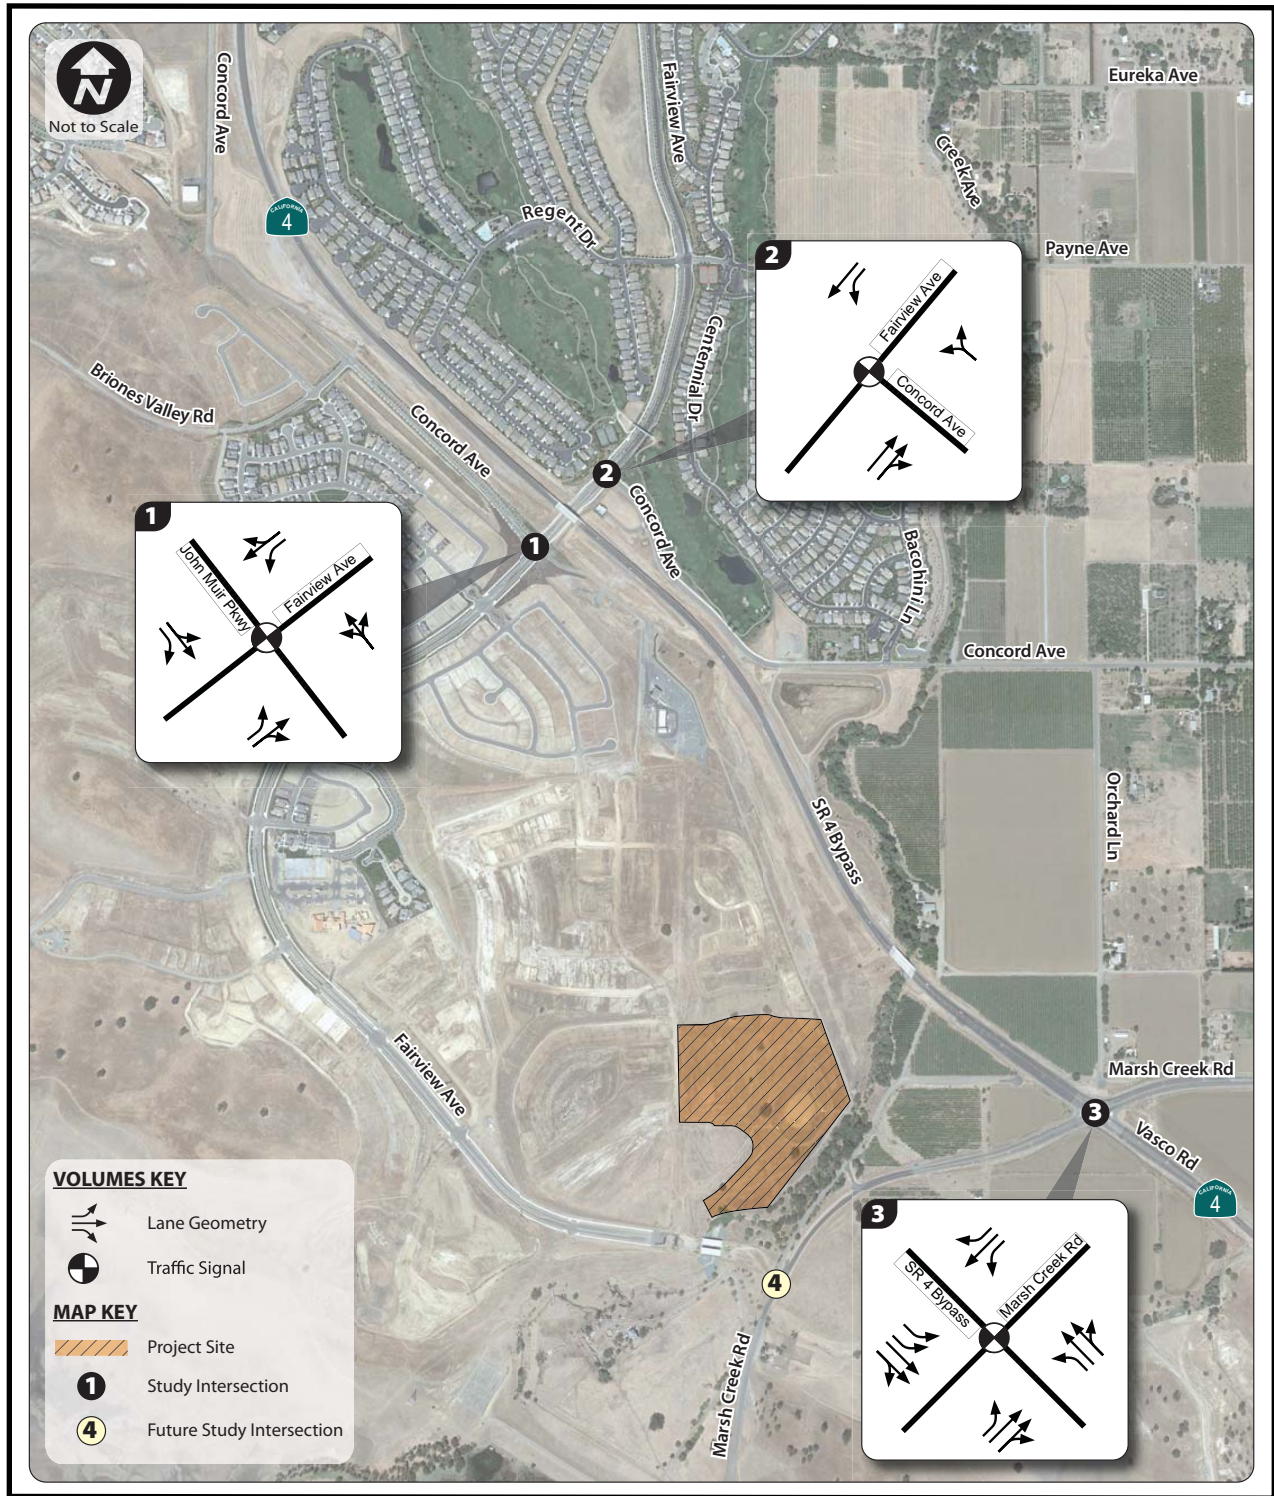 N
Not to Scale
Concord Ave
CALIFORNIA
4
Fairview Ave
Eureka Ave
Creek Ave
Regent Dr
Payne Ave
Centennial Dr
Briones Valley Rd
Concord Ave
2
Fairview Ave
Concord Ave
2
Concord Ave
1
John Muir Pkwy
Fairview Ave
1
Bacohini Ln
Concord Ave
SR 4 Bypass
Orchard Ln
Fairview Ave
Marsh Creek Rd
3
Vasco Rd
CALIFORNIA
4
3
SR 4 Bypass
Marsh Creek Rd
4
Marsh Creek Rd
VOLUMES KEY
Lane Geometry
Traffic Signal
MAP KEY
Project Site
1
Study Intersection
4
Future Study Intersection